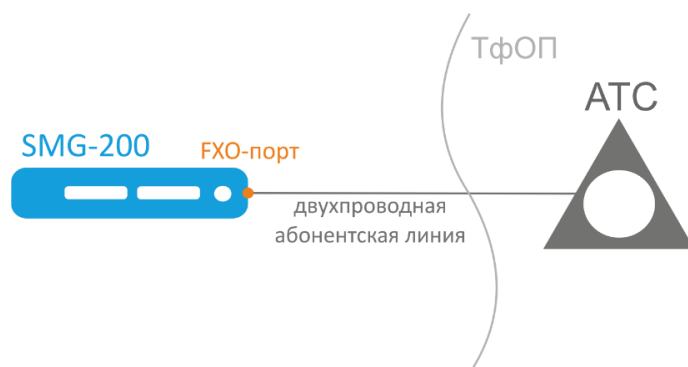 ТфОП
АТС
SMG-200
FXO-порт
двухпроводная
абонентская линия